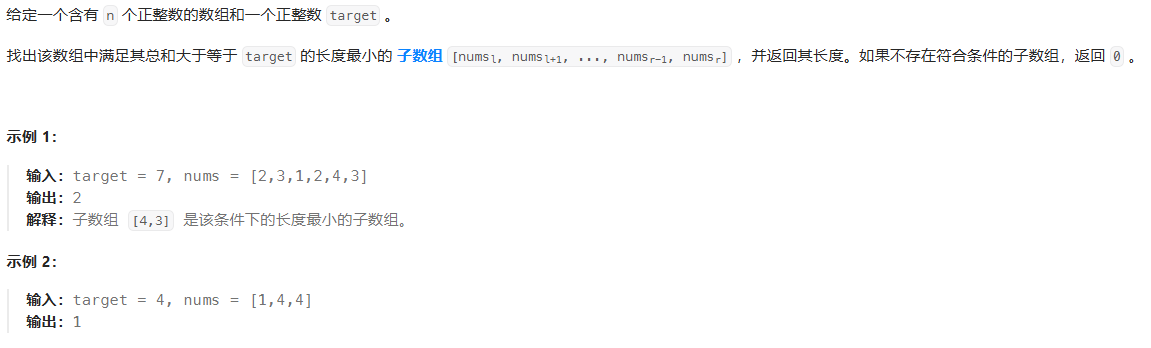 给定一个含有 n 个正整数的数组和一个正整数 target 。
找出该数组中满足其总和大于等于 target 的长度最小的 子数组 [numsₗ, numsₗ₊₁, ..., numsᵣ₋₁, numsᵣ] ，并返回其长度。如果不存在符合条件的子数组，返回 0 。
示例 1：
输入：target = 7, nums = [2,3,1,2,4,3]
输出：2
解释：子数组 [4,3] 是该条件下的长度最小的子数组。
示例 2：
输入：target = 4, nums = [1,4,4]
输出：1